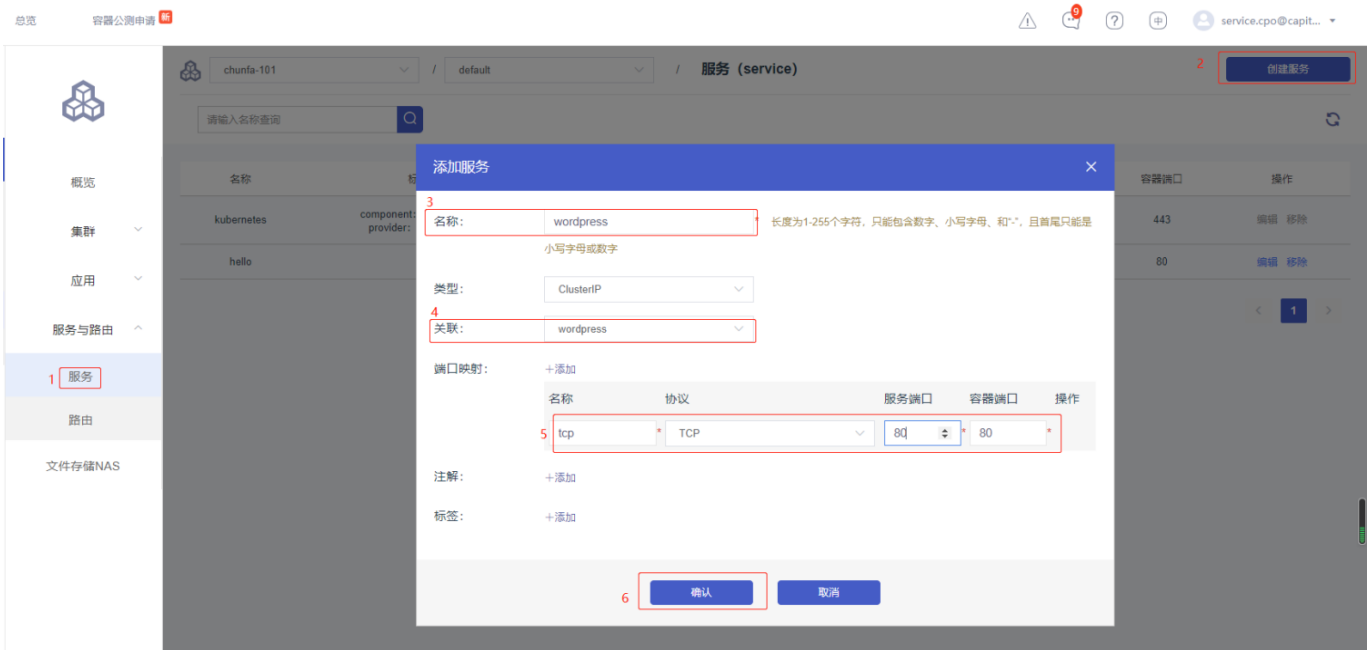 总览 容器公测申请 新 9 ? 中 service.cpo@capit...
chunfa-101 / default / 服务（service） 2 创建服务
请输入名称查询
添加服务
概览
集群
应用
服务与路由
1 服务
路由
文件存储NAS
名称 标 容器端口 操作
kubernetes component: provider: 443 编辑 移除
hello 80 编辑 移除
< 1 >
3
名称: wordpress * 长度为1-255个字符，只能包含数字、小写字母、和“-”，且首尾只能是
小写字母或数字
类型: ClusterIP
4
关联: wordpress
端口映射: +添加
名称 协议 服务端口 容器端口 操作
5 tcp * TCP 80 * 80 *
注解: +添加
标签: +添加
6 确认 取消